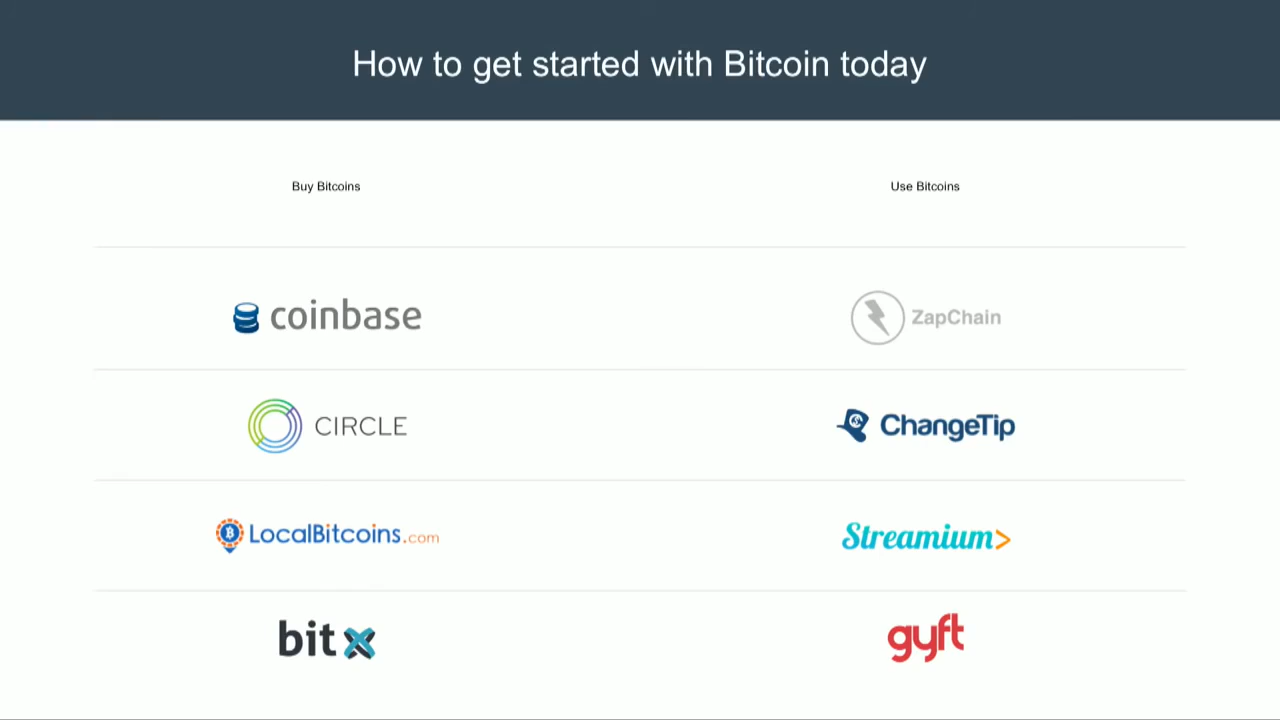 How to get started with Bitcoin today
Buy Bitcoins
Use Bitcoins
coinbase
ZapChain
CIRCLE
ChangeTip
LocalBitcoins.com
Streamium>
bitx
gyft